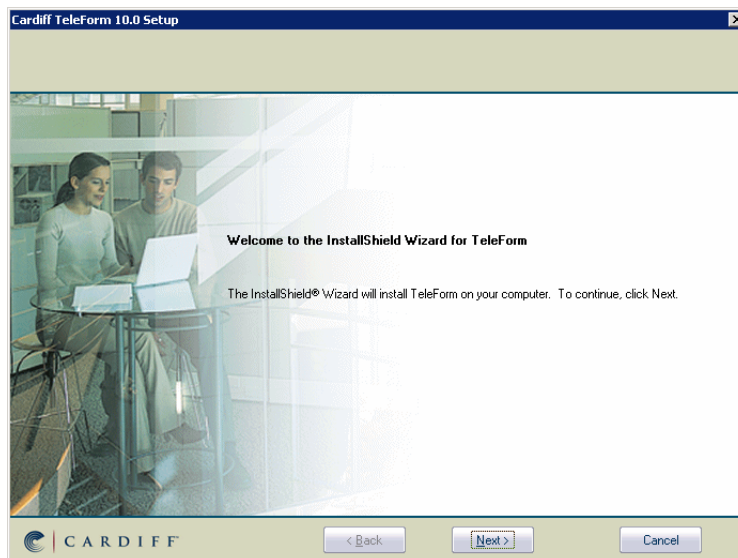 Cardiff TeleForm 10.0 Setup
Welcome to the InstallShield Wizard for TeleForm
The InstallShield® Wizard will install TeleForm on your computer. To continue, click Next.
CARDIFF
< Back
Next >
Cancel